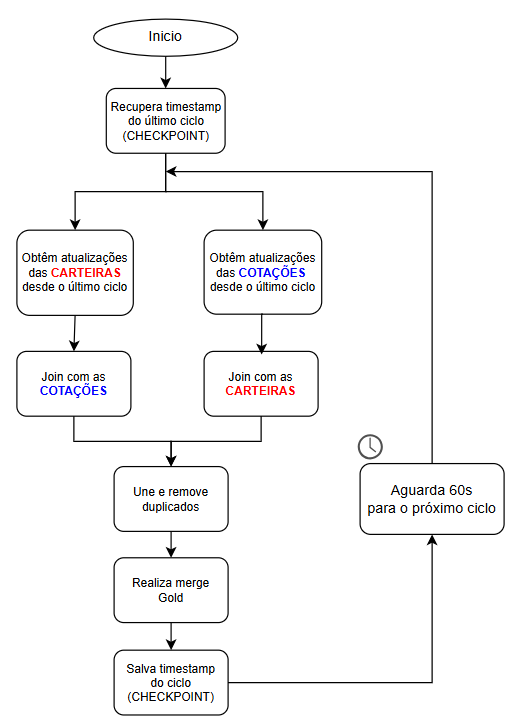 Inicio
Recupera timestamp
do último ciclo
(CHECKPOINT)
Obtêm atualizações
das CARTEIRAS
desde o último ciclo
Obtêm atualizações
das COTAÇÕES
desde o último ciclo
Join com as
COTAÇÕES
Join com as
CARTEIRAS
Une e remove
duplicados
Realiza merge
Gold
Salva timestamp
do ciclo
(CHECKPOINT)
Aguarda 60s
para o próximo ciclo